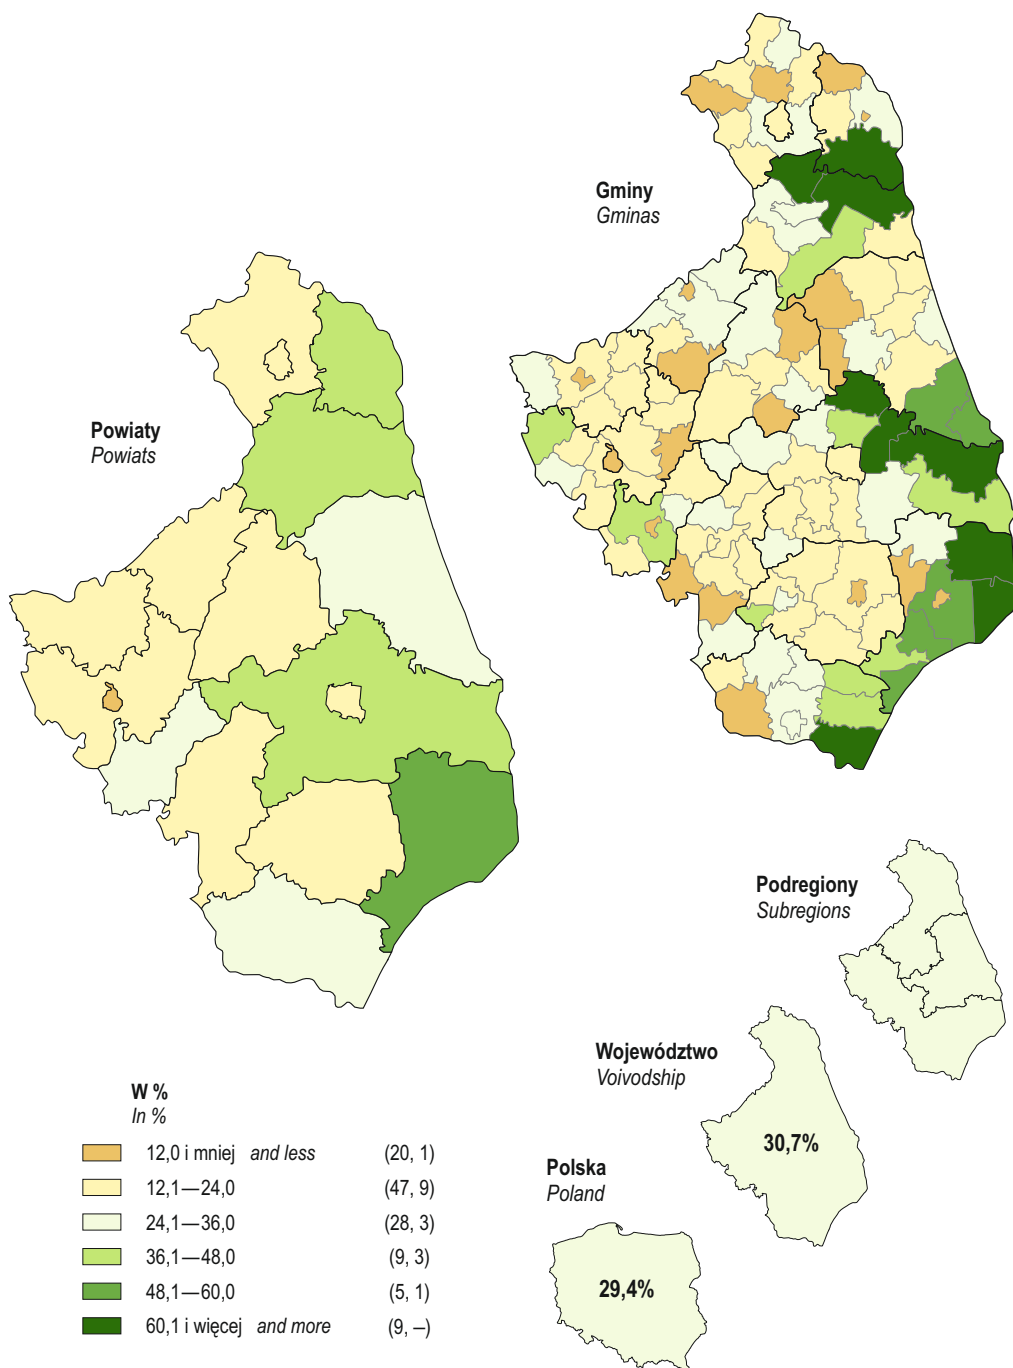 Gminy
Gminas
Powiaty
Powiats
Podregiony
Subregions
Województwo
Voivodship
30,7%
Polska
Poland
29,4%
W %
In %
12,0 i mniej and less (20, 1)
12,1—24,0 (47, 9)
24,1—36,0 (28, 3)
36,1—48,0 (9, 3)
48,1—60,0 (5, 1)
60,1 i więcej and more (9, –)